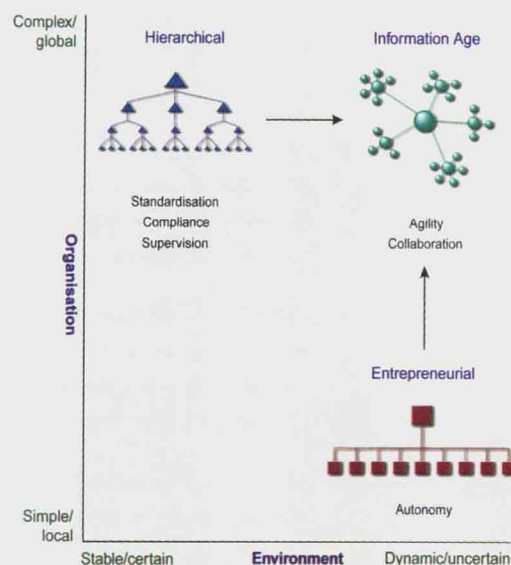 Complex/
global
Hierarchical
Information Age
Standardisation
Compliance
Supervision
Agility
Collaboration
Organisation
Entrepreneurial
Autonomy
Simple/
local
Stable/certain
Environment
Dynamic/uncertain